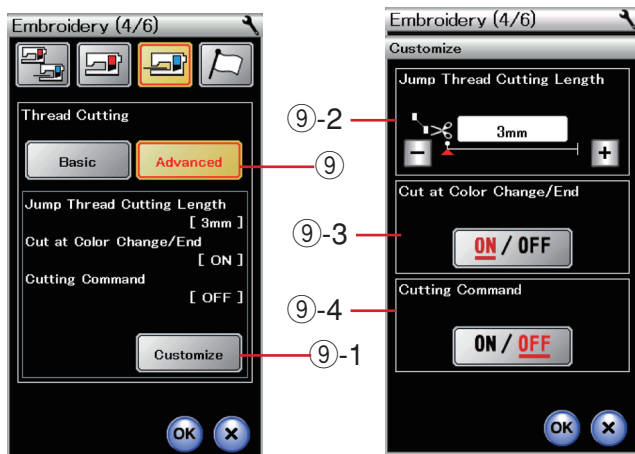 Embroidery (4/6)
Thread Cutting
Basic
Advanced
Jump Thread Cutting Length
[ 3mm ]
Cut at Color Change/End
[ ON ]
Cutting Command
[ OFF ]
Customize
OK
×
⑨-2
⑨
⑨-3
⑨-4
⑨-1
Embroidery (4/6)
Customize
Jump Thread Cutting Length
3mm
− +
Cut at Color Change/End
ON / OFF
Cutting Command
ON / OFF
OK
×